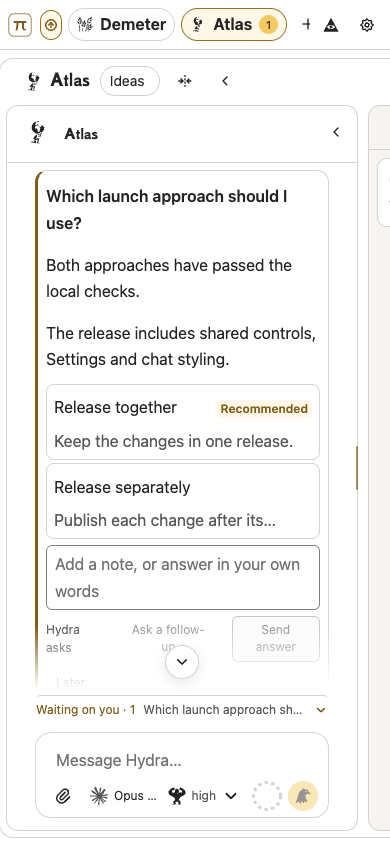 π
Demeter
Atlas 1
Atlas Ideas
Atlas
Which launch approach should I
use?
Both approaches have passed the
local checks.
The release includes shared controls,
Settings and chat styling.
Release together Recommended
Keep the changes in one release.
Release separately
Publish each change after its...
Add a note, or answer in your own
words
Hydra
asks
Ask a follow-
up
Send
answer
Later
Waiting on you · 1 Which launch approach sh...
Message Hydra...
Opus ... high